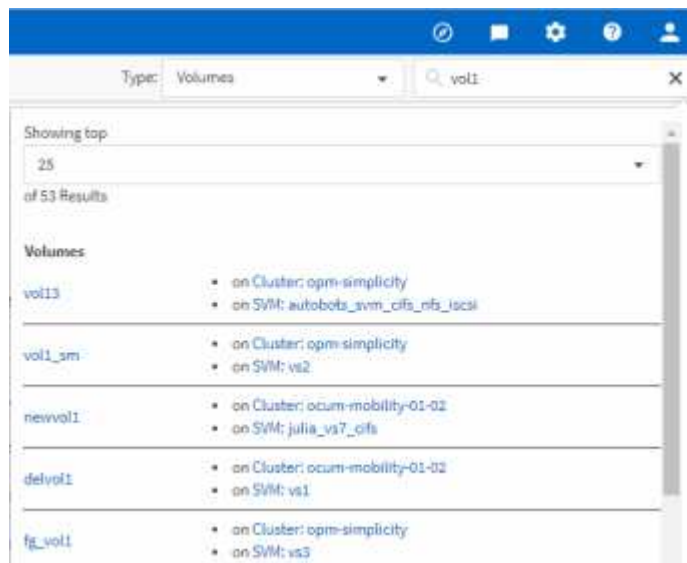 Type: Volumes vol1
Showing top
25
of 53 Results
Volumes
vol13
on Cluster: opm-simplicity
on SVM: autobots_svm_cifs_nfs_iscsi
vol1_sm
on Cluster: opm-simplicity
on SVM: vs2
newvol1
on Cluster: ocum-mobility-01-02
on SVM: julia_vs7_cifs
delvol1
on Cluster: ocum-mobility-01-02
on SVM: vs1
fg_vol1
on Cluster: opm-simplicity
on SVM: vs3